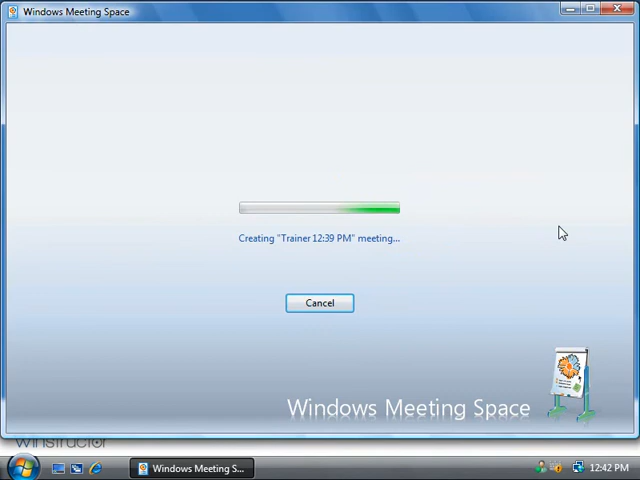 Windows Meeting Space
Creating "Trainer 12:39 PM" meeting...
Cancel
Windows Meeting Space
winstructor
Windows Meeting S...
12:42 PM